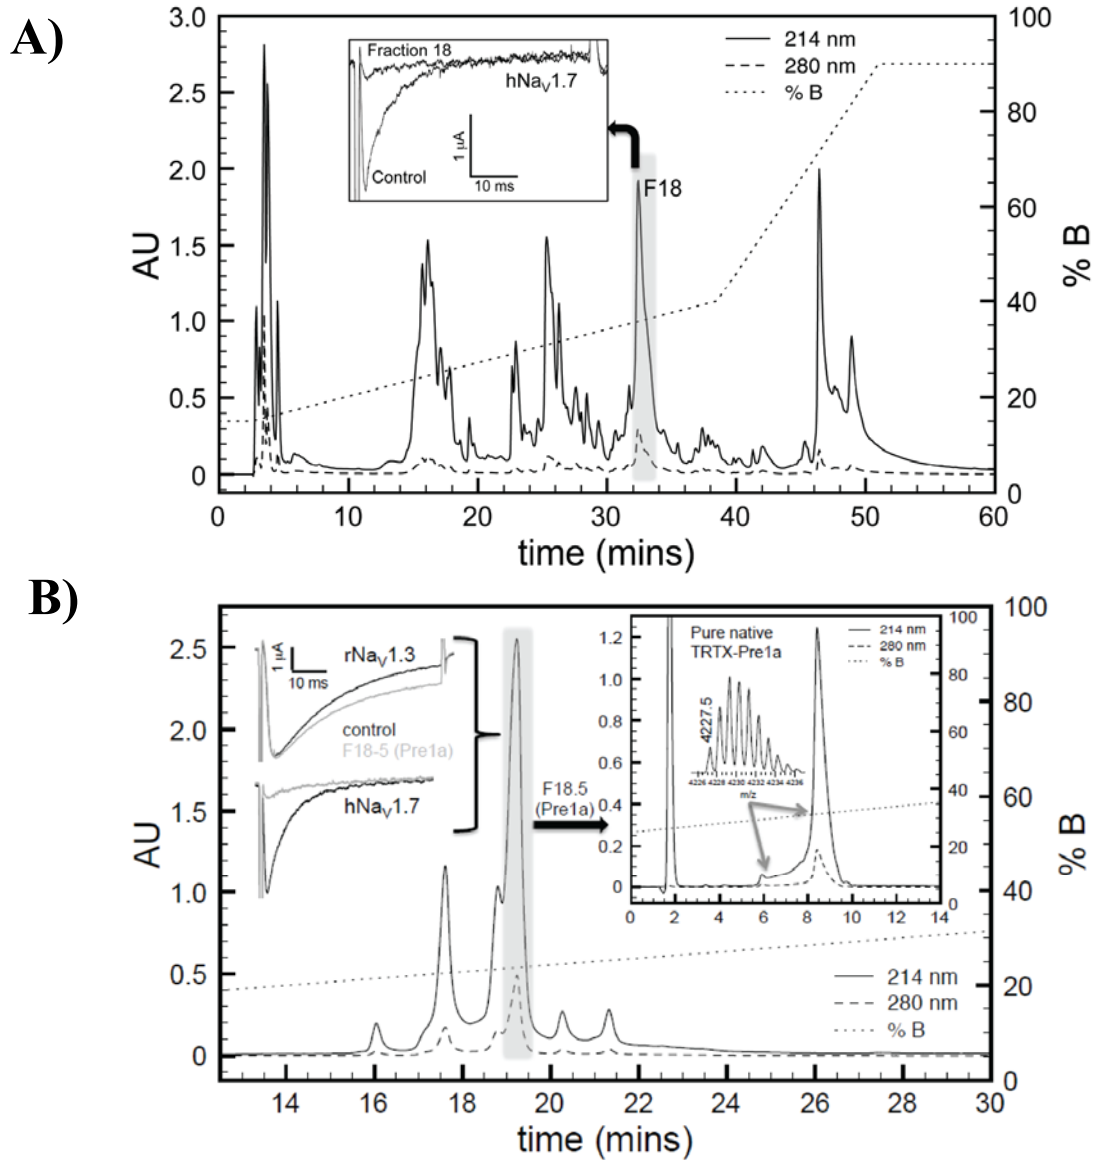 A)
3.0
2.5
2.0
1.5
1.0
0.5
0
AU
100
80
60
40
20
0
% B
214 nm
280 nm
% B
Fraction 18
hNaV1.7
1 μA
10 ms
Control
F18
0 10 20 30 40 50 60
time (mins)
B)
2.5
2.0
1.5
1.0
0.5
0
AU
100
80
60
40
20
0
% B
rNaV1.3
1 μA
10 ms
control
F18-5 (Pre1a)
hNaV1.7
F18.5
(Pre1a)
1.2
1.0
0.8
0.6
0.4
0.2
0
Pure native
TRTX-Pre1a
214 nm
280 nm
% B
4227.5
4226 4228 4230 4232 4234 4236
m/z
100
80
60
40
20
0
0 2 4 6 8 10 12 14
214 nm
280 nm
% B
14 16 18 20 22 24 26 28 30
time (mins)